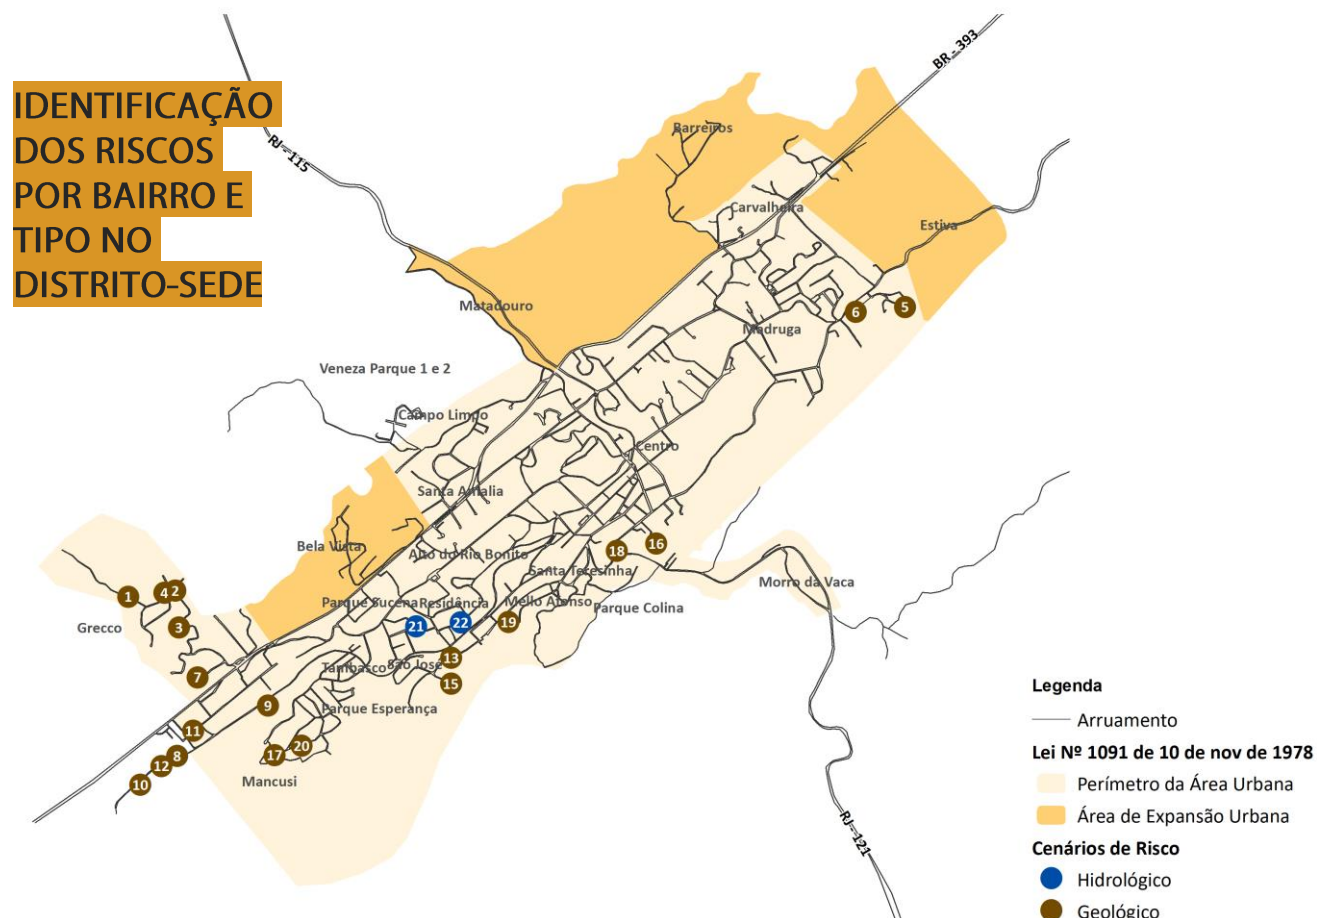 IDENTIFICAÇÃO
DOS RISCOS
POR BAIRRO E
TIPO NO
DISTRITO-SEDE
BR - 393
RJ - 115
Barreiros
Carvalheira
Estiva
Matadouro
6
5
Madruga
Veneza Parque 1 e 2
Campo Limpo
Centro
Santa Amalia
Bela Vista
Alto do Rio Bonito
18
16
Santa Teresinha
Morro da Vaca
1
4
2
Parque Sucena
Residência
Mello Afonso
Parque Colina
Grecco
3
21
22
19
13
Tambasco
São José
7
15
9
Parque Esperança
11
20
17
8
12
10
Mancusi
RJ - 121
Legenda
Arruamento
Lei Nº 1091 de 10 de nov de 1978
Perímetro da Área Urbana
Área de Expansão Urbana
Cenários de Risco
Hidrológico
Geológico